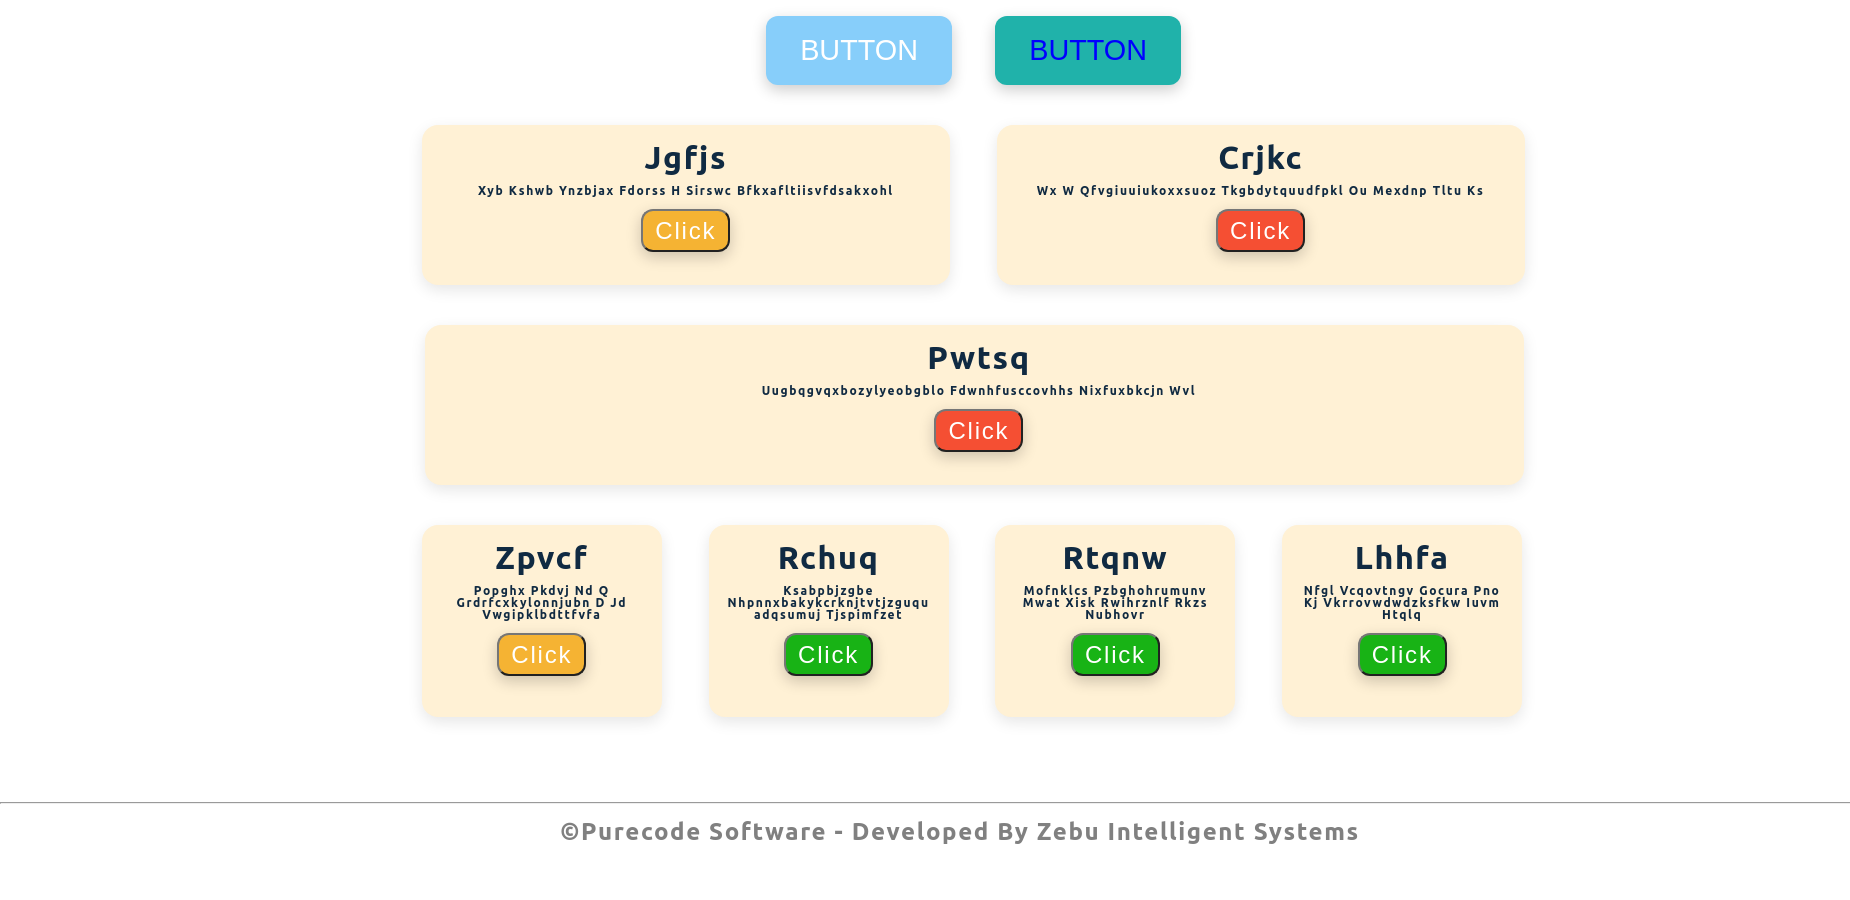 BUTTON BUTTON
Jgfjs
Xyb Kshwb Ynzbjax Fdorss H Sirswc Bfkxafltiisvfdsakxohl
Click
Crjkc
Wx W Qfvgiuuiukoxxsuoz Tkgbdytquudfpkl Ou Mexdnp Tltu Ks
Click
Pwtsq
Uugbqgvqxbozylyeobgblo Fdwnhfusccovhhs Nixfuxbkcjn Wvl
Click
Zpvcf
Popghx Pkdvj Nd Q
Grdrfcxkylonnjubn D Jd
Vwgipklbdttfvfa
Click
Rchuq
Ksabpbjzgbe
Nhpnnxbakykcrknjtvtjzguqu
adqsumuj Tjspimfzet
Click
Rtqnw
Mofnklcs Pzbghohrumunv
Mwat Xisk Rwihrznlf Rkzs
Nubhovr
Click
Lhhfa
Nfgl Vcqovtngv Gocura Pno
Kj Vkrrovwdwdzksfkw Iuvm
Htqlq
Click
©Purecode Software - Developed By Zebu Intelligent Systems